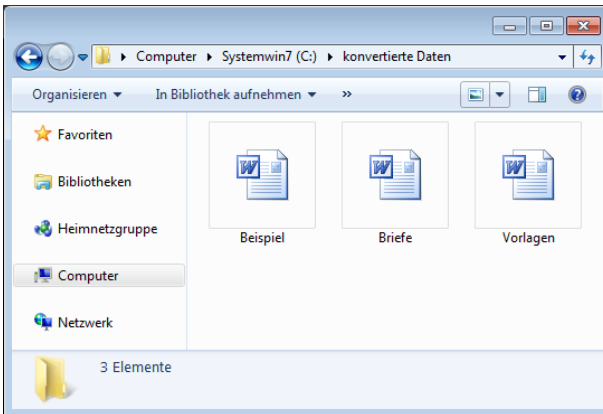 Computer ▸ Systemwin7 (C:) ▸ konvertierte Daten
Organisieren ▾ In Bibliothek aufnehmen ▾ »
Favoriten
Bibliotheken
Heimnetzgruppe
Computer
Netzwerk
Beispiel Briefe Vorlagen
3 Elemente